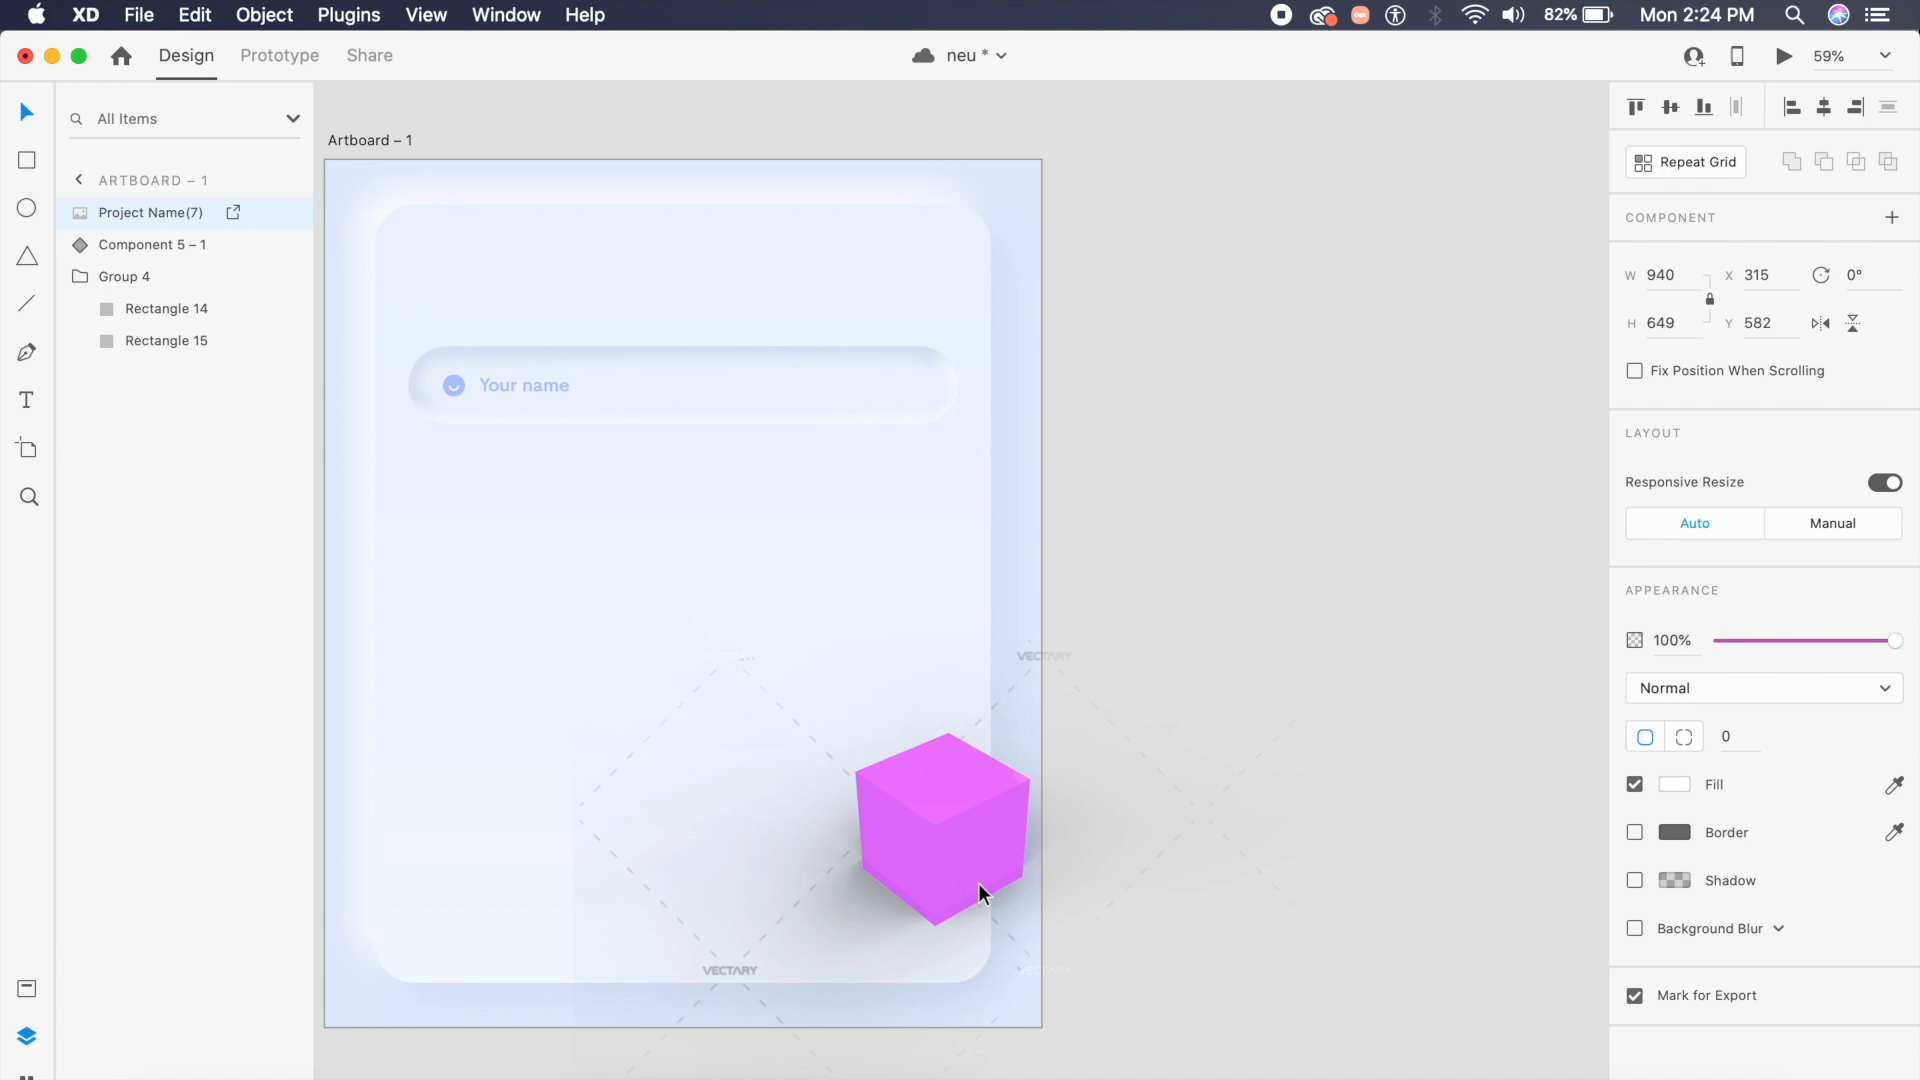 XD File Edit Object Plugins View Window Help 82% Mon 2:24 PM
Design Prototype Share neu * 59%
All Items
Artboard – 1
ARTBOARD – 1
Project Name(7)
Component 5 – 1
Group 4
Rectangle 14
Rectangle 15
Your name
VECTARY VECTARY
VECTARY VECTARY
Repeat Grid
COMPONENT
W 940 X 315 0°
H 649 Y 582
Fix Position When Scrolling
LAYOUT
Responsive Resize
Auto Manual
APPEARANCE
100%
Normal
0
Fill
Border
Shadow
Background Blur
Mark for Export